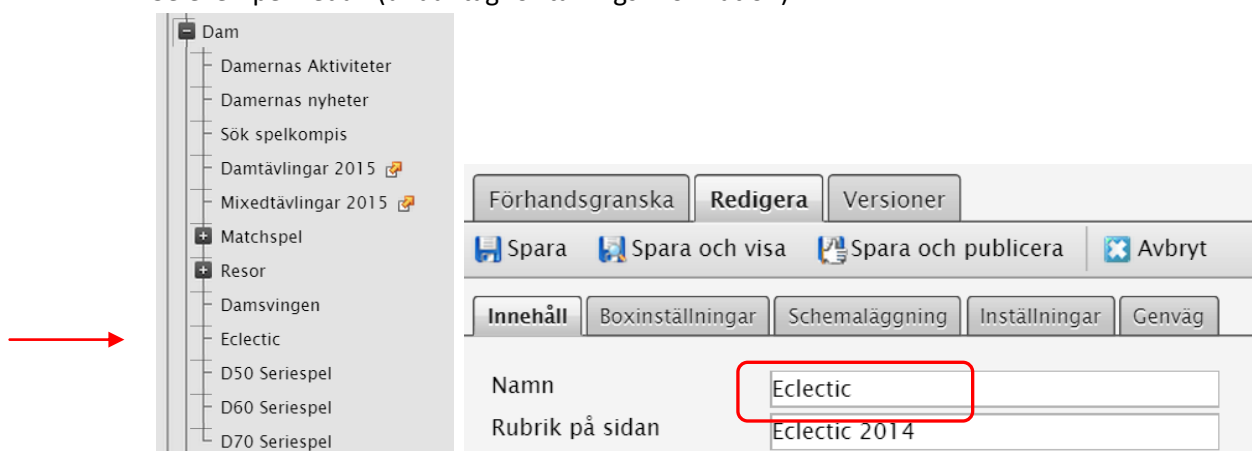 Dam
Damernas Aktiviteter
Damernas nyheter
Sök spelkompis
Damtävlingar 2015
Mixedtävlingar 2015
Matchspel
Resor
Damsvingen
Eclectic
D50 Seriespel
D60 Seriespel
D70 Seriespel
Förhandsgranska Redigera Versioner
Spara Spara och visa Spara och publicera Avbryt
Innehåll Boxinställningar Schemaläggning Inställningar Genväg
Namn Eclectic
Rubrik på sidan Eclectic 2014